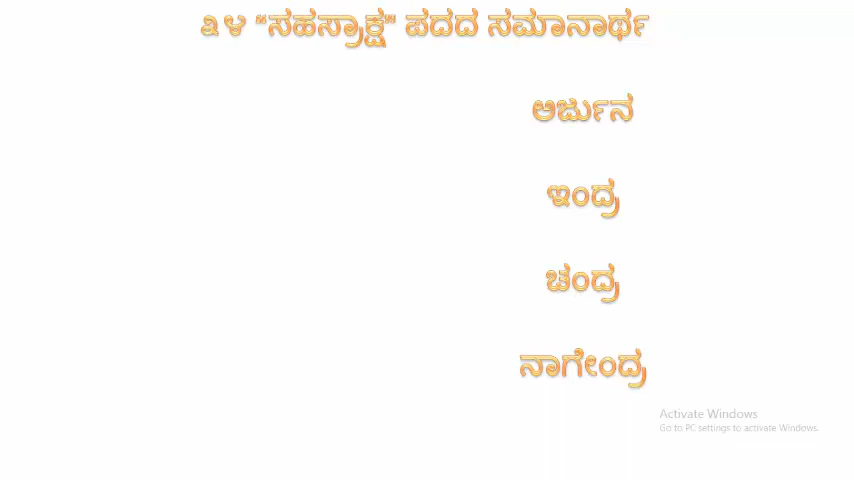 ೩೪ “ಸಹಸ್ರಾಕ್ಷ” ಪದದ ಸಮಾನಾರ್ಥ
ಅರ್ಜುನ
ಇಂದ್ರ
ಚಂದ್ರ
ನಾಗೇಂದ್ರ
Activate Windows
Go to PC settings to activate Windows.